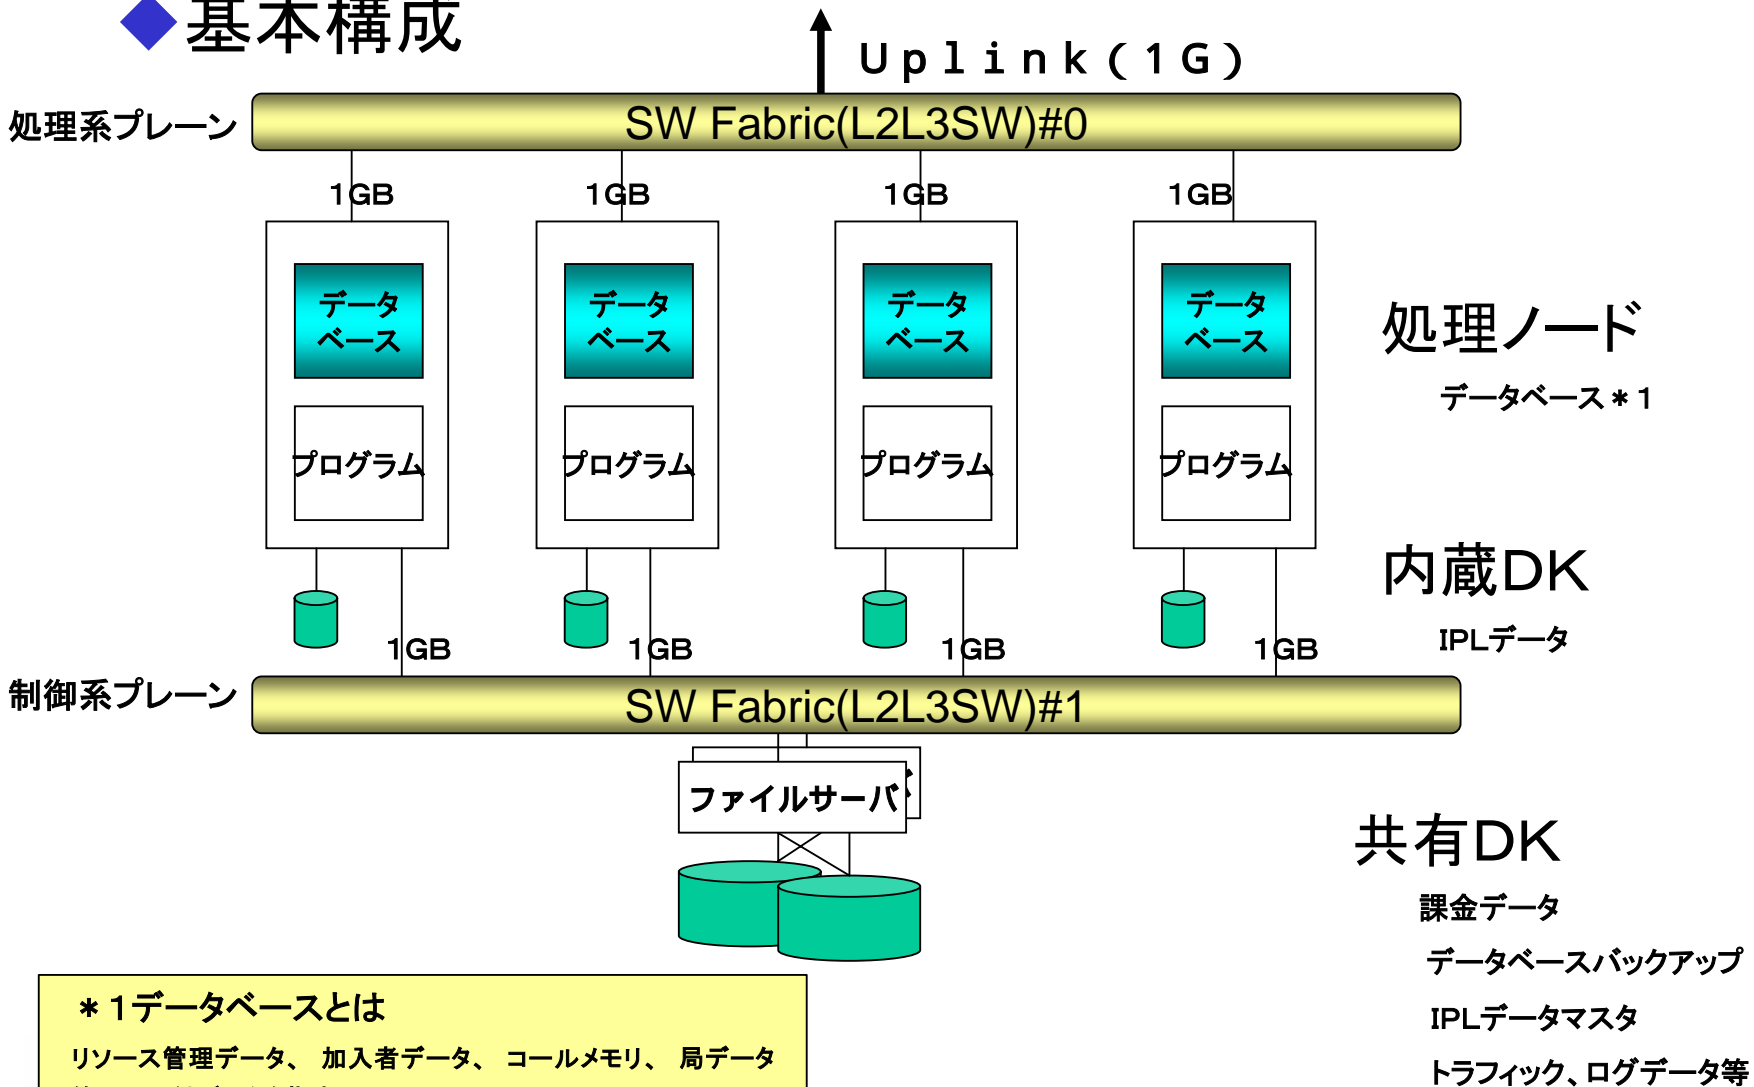 ◆基本構成
Uplink(1G)
処理系プレーン
SW Fabric(L2L3SW)#0
1GB
1GB
1GB
1GB
データ
ベース
データ
ベース
データ
ベース
データ
ベース
処理ノード
データベース*1
プログラム
プログラム
プログラム
プログラム
内蔵DK
IPLデータ
1GB
1GB
1GB
1GB
制御系プレーン
SW Fabric(L2L3SW)#1
ファイルサーバ
共有DK
課金データ
データベースバックアップ
IPLデータマスタ
トラフィック、ログデータ等
*1データベースとは
リソース管理データ、 加入者データ、 コールメモリ、 局データ